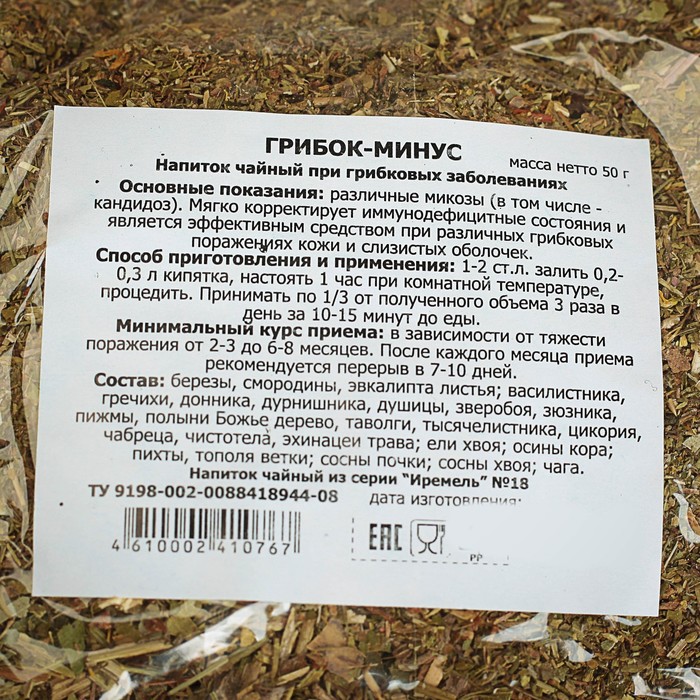 ГРИБОК-МИНУС
масса нетто 50 г
Напиток чайный при грибковых заболеваниях
Основные показания: различные микозы (в том числе -
кандидоз). Мягко корректирует иммунодефицитные состояния и
является эффективным средством при различных грибковых
поражениях кожи и слизистых оболочек.
Способ приготовления и применения: 1-2 ст.л. залить 0,2-
0,3 л кипятка, настоять 1 час при комнатной температуре,
процедить. Принимать по 1/3 от полученного объема 3 раза в
день за 10-15 минут до еды.
Минимальный курс приема: в зависимости от тяжести
поражения от 2-3 до 6-8 месяцев. После каждого месяца приема
рекомендуется перерыв в 7-10 дней.
Состав: березы, смородины, эвкалипта листья; василистника,
гречихи, донника, дурнишника, душицы, зверобоя, зюзника,
пижмы, полыни Божье дерево, таволги, тысячелистника, цикория,
чабреца, чистотела, эхинацеи трава; ели хвоя; осины кора;
пихты, тополя ветки; сосны почки; сосны хвоя; чага.
Напиток чайный из серии "Иремель" №18
ТУ 9198-002-0088418944-08 дата изготовления:
4 610002 410767
EAC
PP